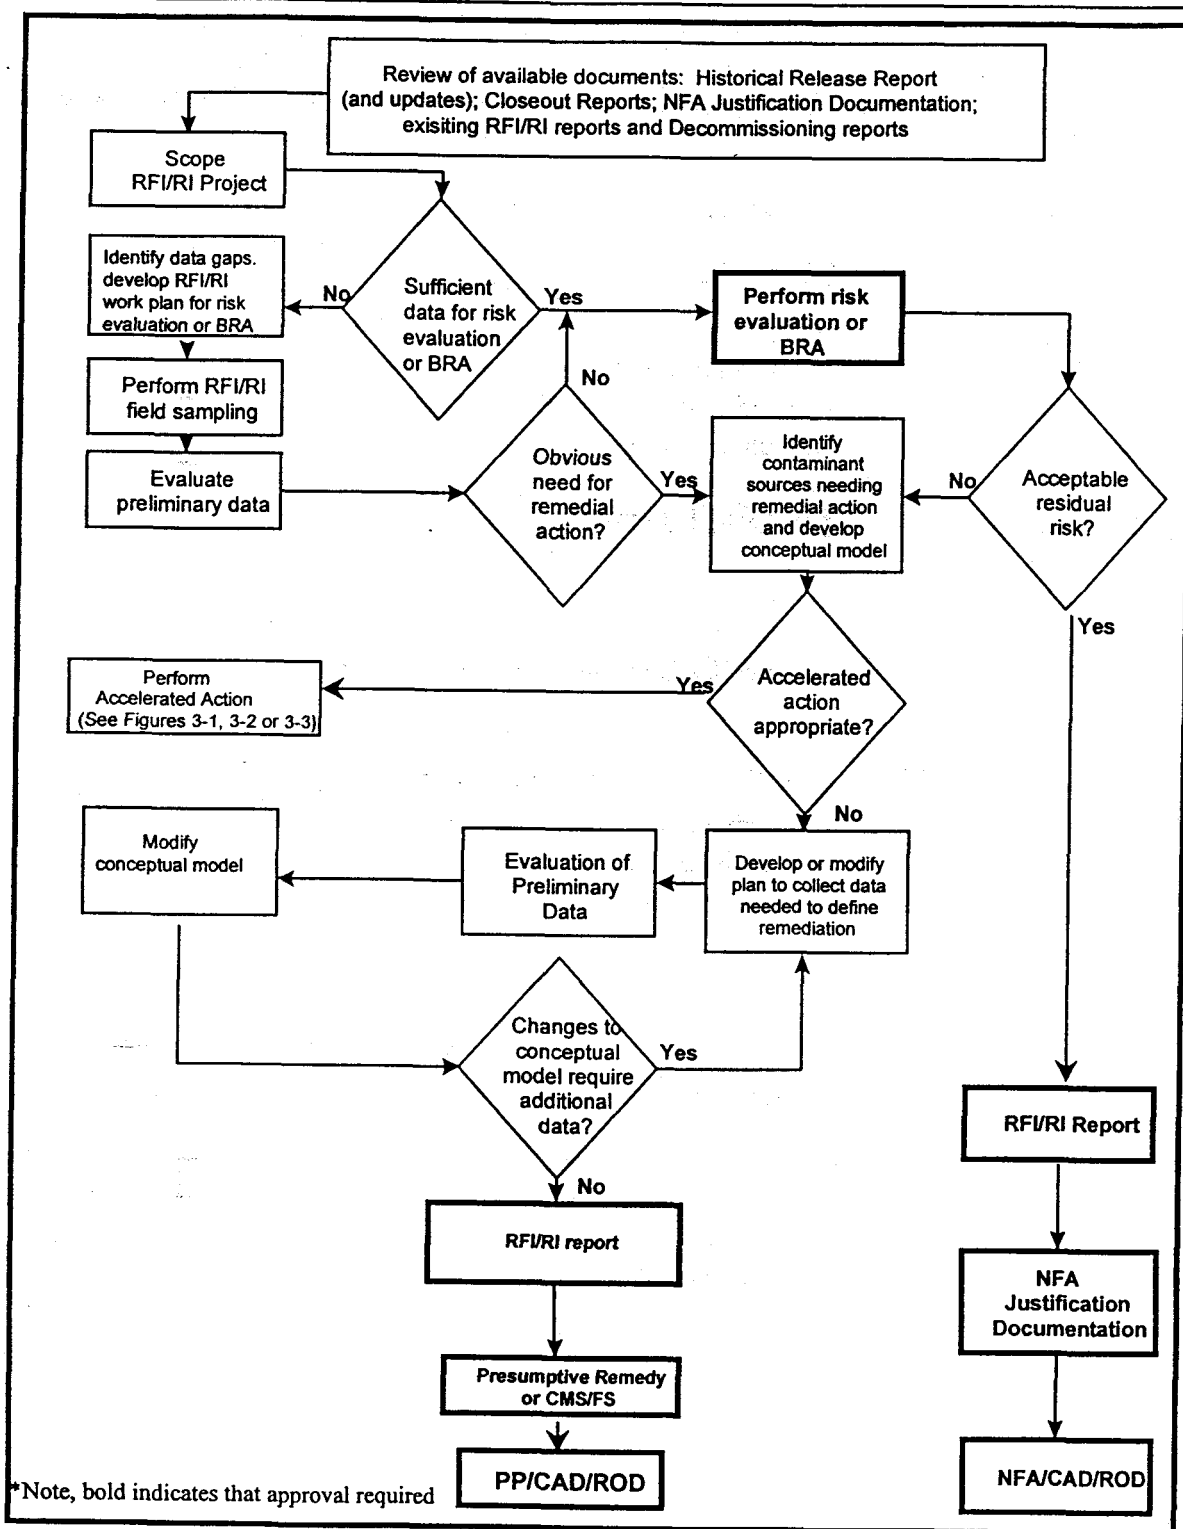 Review of available documents: Historical Release Report
(and updates); Closeout Reports; NFA Justification Documentation;
exisiting RFI/RI reports and Decommissioning reports
Scope
RFI/RI Project
Identify data gaps.
develop RFI/RI
work plan for risk
evaluation or BRA
No
Sufficient
data for risk
evaluation
or BRA
Yes
Perform risk
evaluation or
BRA
Perform RFI/RI
field sampling
No
Evaluate
preliminary data
Obvious
need for
remedial
action?
Yes
Identify
contaminant
sources needing
remedial action
and develop
conceptual model
No
Acceptable
residual
risk?
Yes
Perform
Accelerated Action
(See Figures 3-1, 3-2 or 3-3)
Yes
Accelerated
action
appropriate?
No
Modify
conceptual model
Evaluation of
Preliminary
Data
Develop or modify
plan to collect data
needed to define
remediation
Changes to
conceptual
model require
additional
data?
Yes
No
RFI/RI Report
RFI/RI report
NFA
Justification
Documentation
Presumptive Remedy
or CMS/FS
PP/CAD/ROD
NFA/CAD/ROD
*Note, bold indicates that approval required